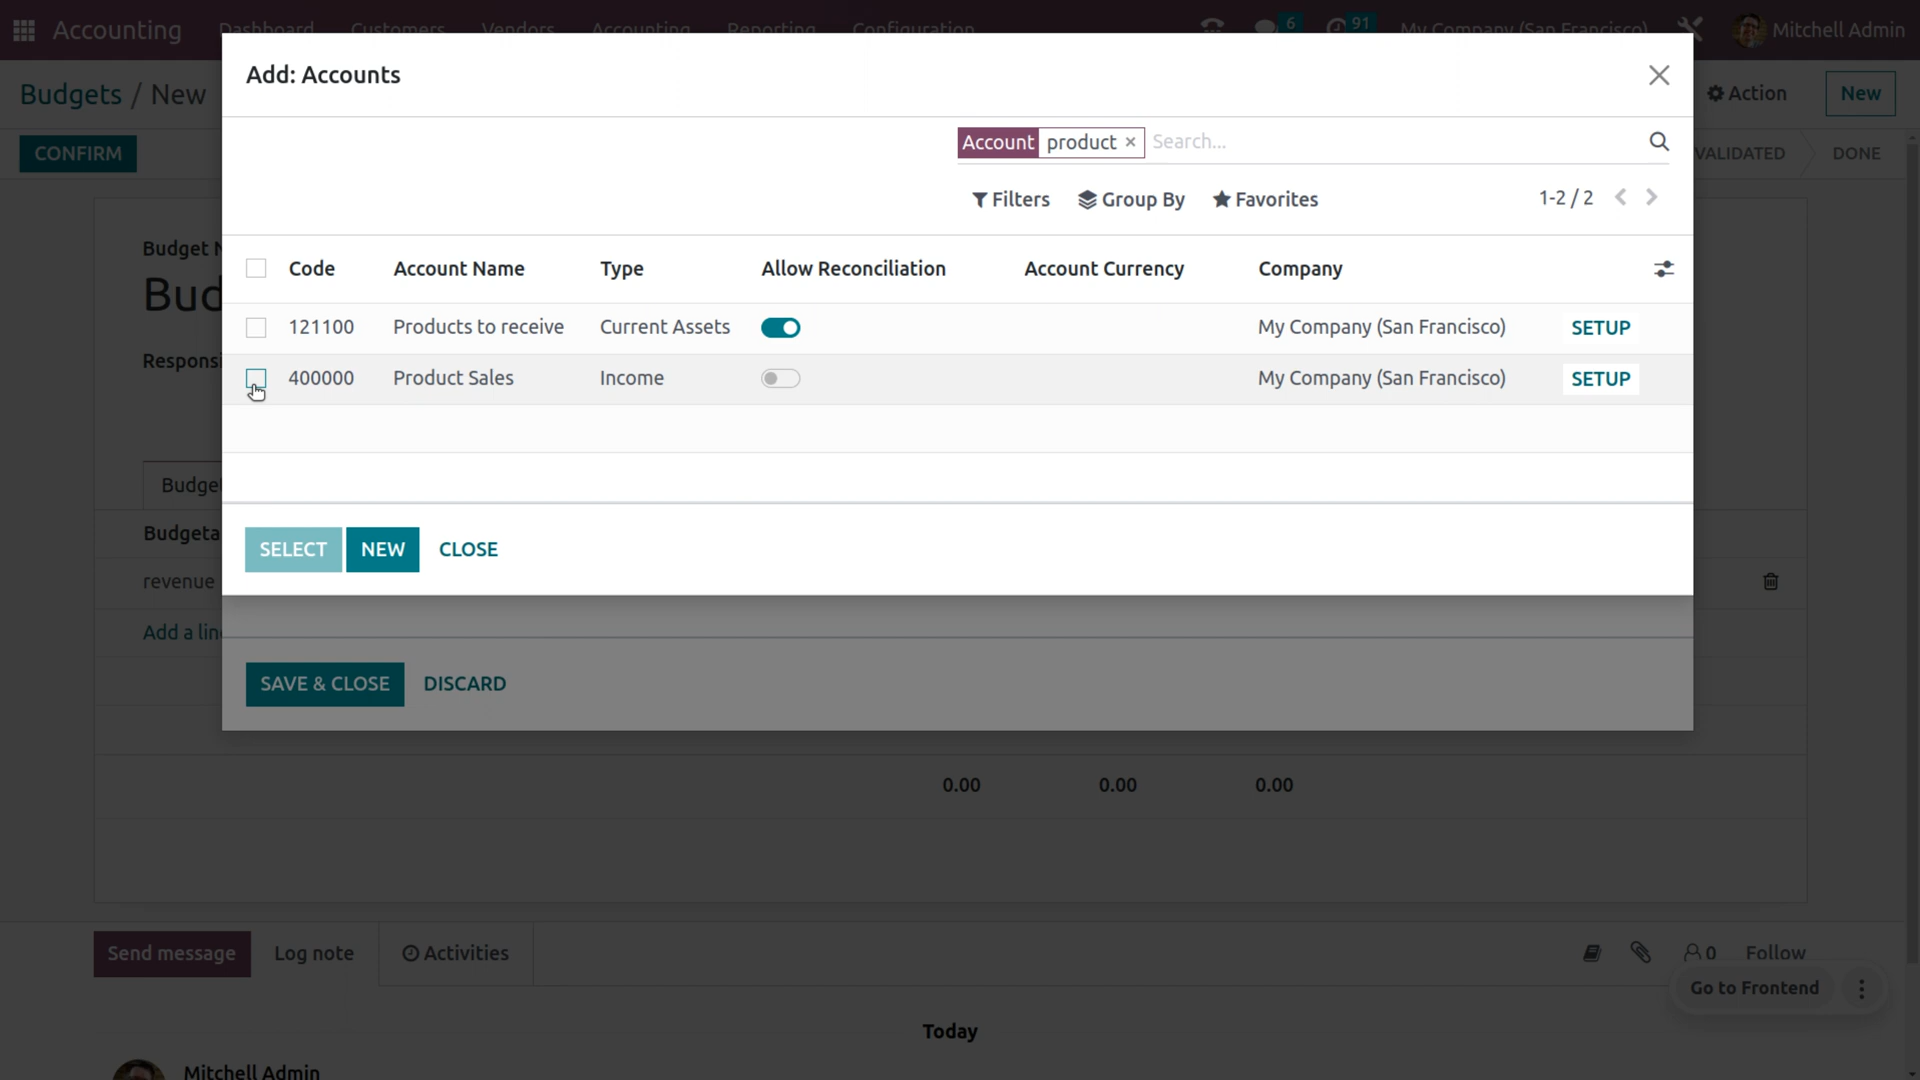 Accounting Dashboard Customers Vendors Accounting Reporting Configuration 6 91 My Company (San Francisco) Mitchell Admin
Budgets / New
Action New
CONFIRM
VALIDATED DONE
Add: Accounts
Account product × Search...
Filters Group By Favorites 1-2 / 2
Code Account Name Type Allow Reconciliation Account Currency Company
121100 Products to receive Current Assets My Company (San Francisco) SETUP
400000 Product Sales Income My Company (San Francisco) SETUP
SELECT NEW CLOSE
Budget N
Bud
Responsi
Budge
Budgeta
revenue
Add a lin
SAVE & CLOSE DISCARD
0.00 0.00 0.00
Send message Log note Activities 0 Follow
Go to Frontend
Today
Mitchell Admin